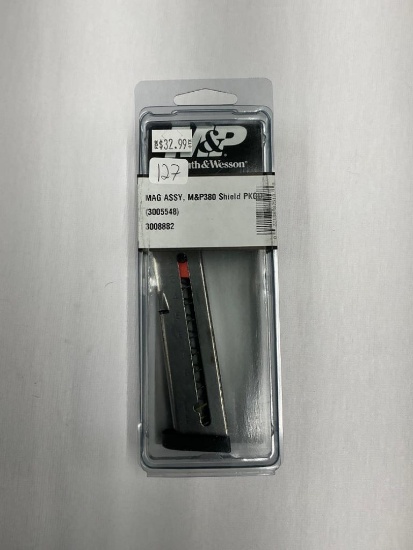 M&P
$32.99
Smith&Wesson
127
MAG ASSY, M&P380 Shield
(3005548)
3008882